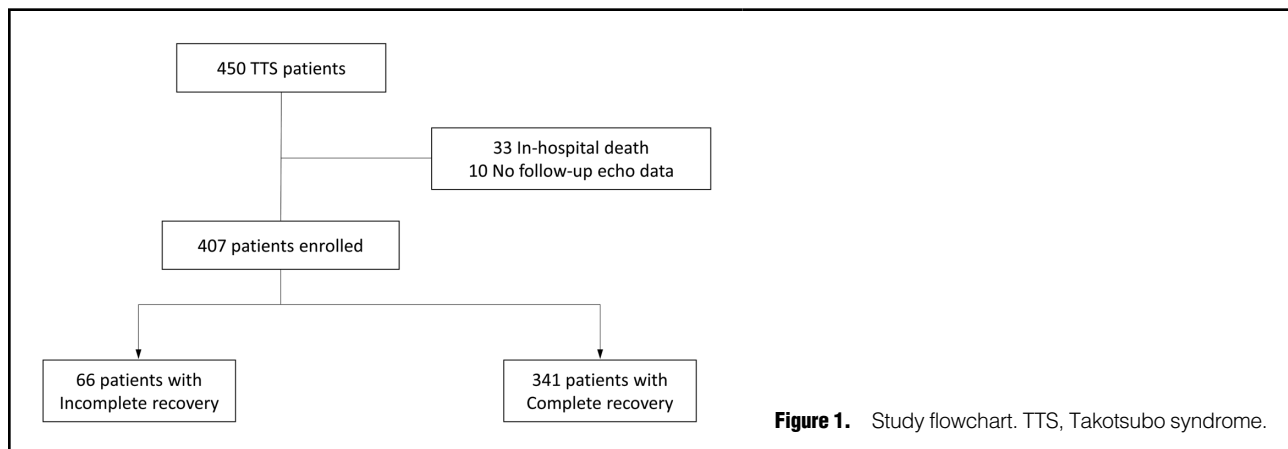 450 TTS patients
33 In-hospital death
10 No follow-up echo data
407 patients enrolled
66 patients with
Incomplete recovery
341 patients with
Complete recovery
Figure 1. Study flowchart. TTS, Takotsubo syndrome.